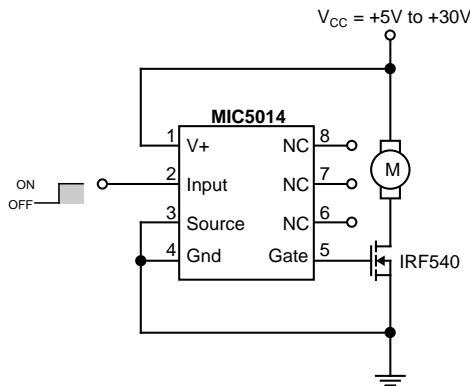 VCC = +5V to +30V
MIC5014
1 V+ NC 8
ON 2 Input NC 7
OFF 3 Source NC 6
4 Gnd Gate 5
M
IRF540